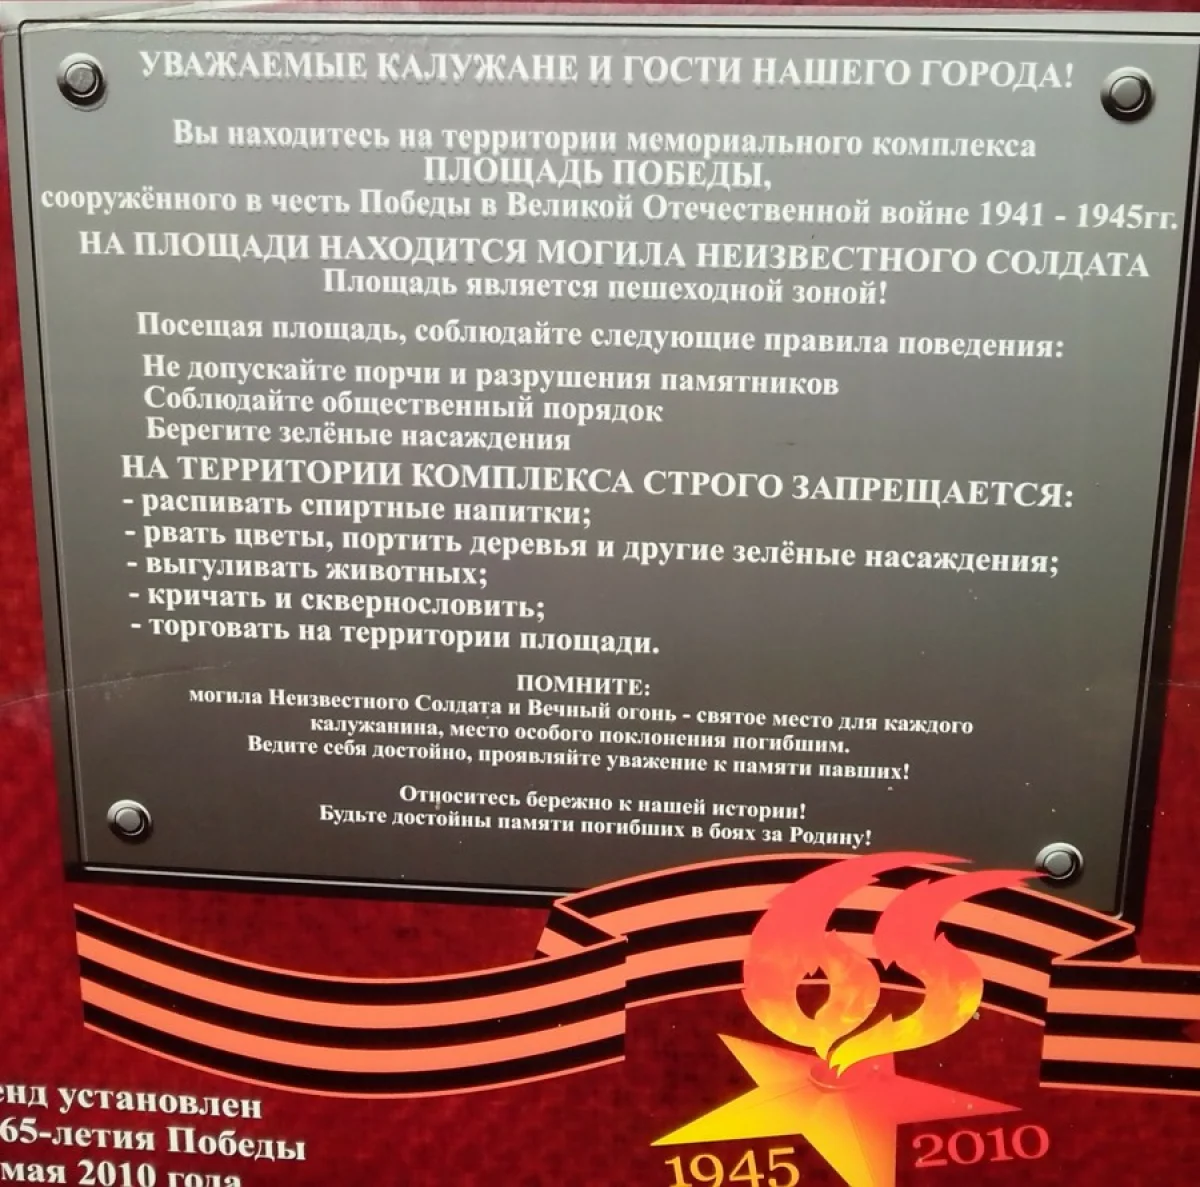 УВАЖАЕМЫЕ КАЛУЖАНЕ И ГОСТИ НАШЕГО ГОРОДА!
Вы находитесь на территории мемориального комплекса
ПЛОЩАДЬ ПОБЕДЫ,
сооружённого в честь Победы в Великой Отечественной войне 1941 - 1945гг.
НА ПЛОЩАДИ НАХОДИТСЯ МОГИЛА НЕИЗВЕСТНОГО СОЛДАТА
Площадь является пешеходной зоной!
Посещая площадь, соблюдайте следующие правила поведения:
Не допускайте порчи и разрушения памятников
Соблюдайте общественный порядок
Берегите зелёные насаждения
НА ТЕРРИТОРИИ КОМПЛЕКСА СТРОГО ЗАПРЕЩАЕТСЯ:
- распивать спиртные напитки;
- рвать цветы, портить деревья и другие зелёные насаждения;
- выгуливать животных;
- кричать и сквернословить;
- торговать на территории площади.
ПОМНИТЕ:
могила Неизвестного Солдата и Вечный огонь - святое место для каждого
калужанина, место особого поклонения погибшим.
Ведите себя достойно, проявляйте уважение к памяти павших!
Относитесь бережно к нашей истории!
Будьте достойны памяти погибших в боях за Родину!
65
енд установлен
65-летия Победы
мая 2010 года
1945 2010